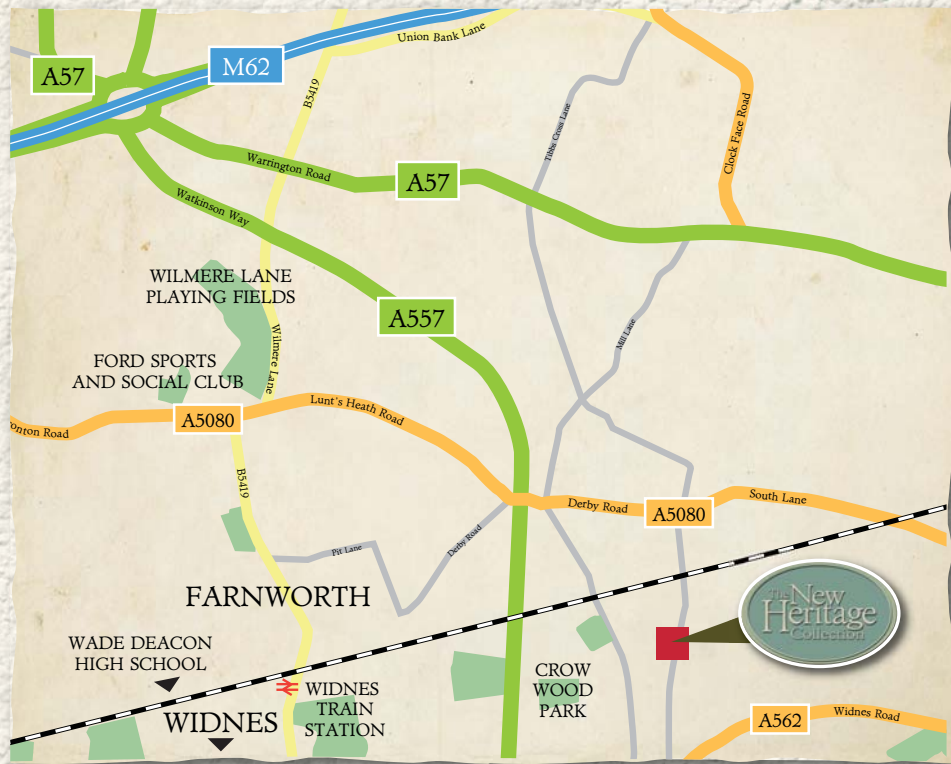 Union Bank Lane
A57
M62
B5419
Tibbs Cross Lane
Clock Face Road
Warrington Road
A57
Watkinson Way
WILMERE LANE
PLAYING FIELDS
A557
Mill Lane
Wilmere Lane
FORD SPORTS
AND SOCIAL CLUB
Lunt's Heath Road
A5080
onton Road
B5419
South Lane
Derby Road
A5080
Derby Road
Pit Lane
FARNWORTH
The New
Heritage
Collection
WADE DEACON
HIGH SCHOOL
CROW
WOOD
PARK
WIDNES
TRAIN
STATION
WIDNES
A562
Widnes Road